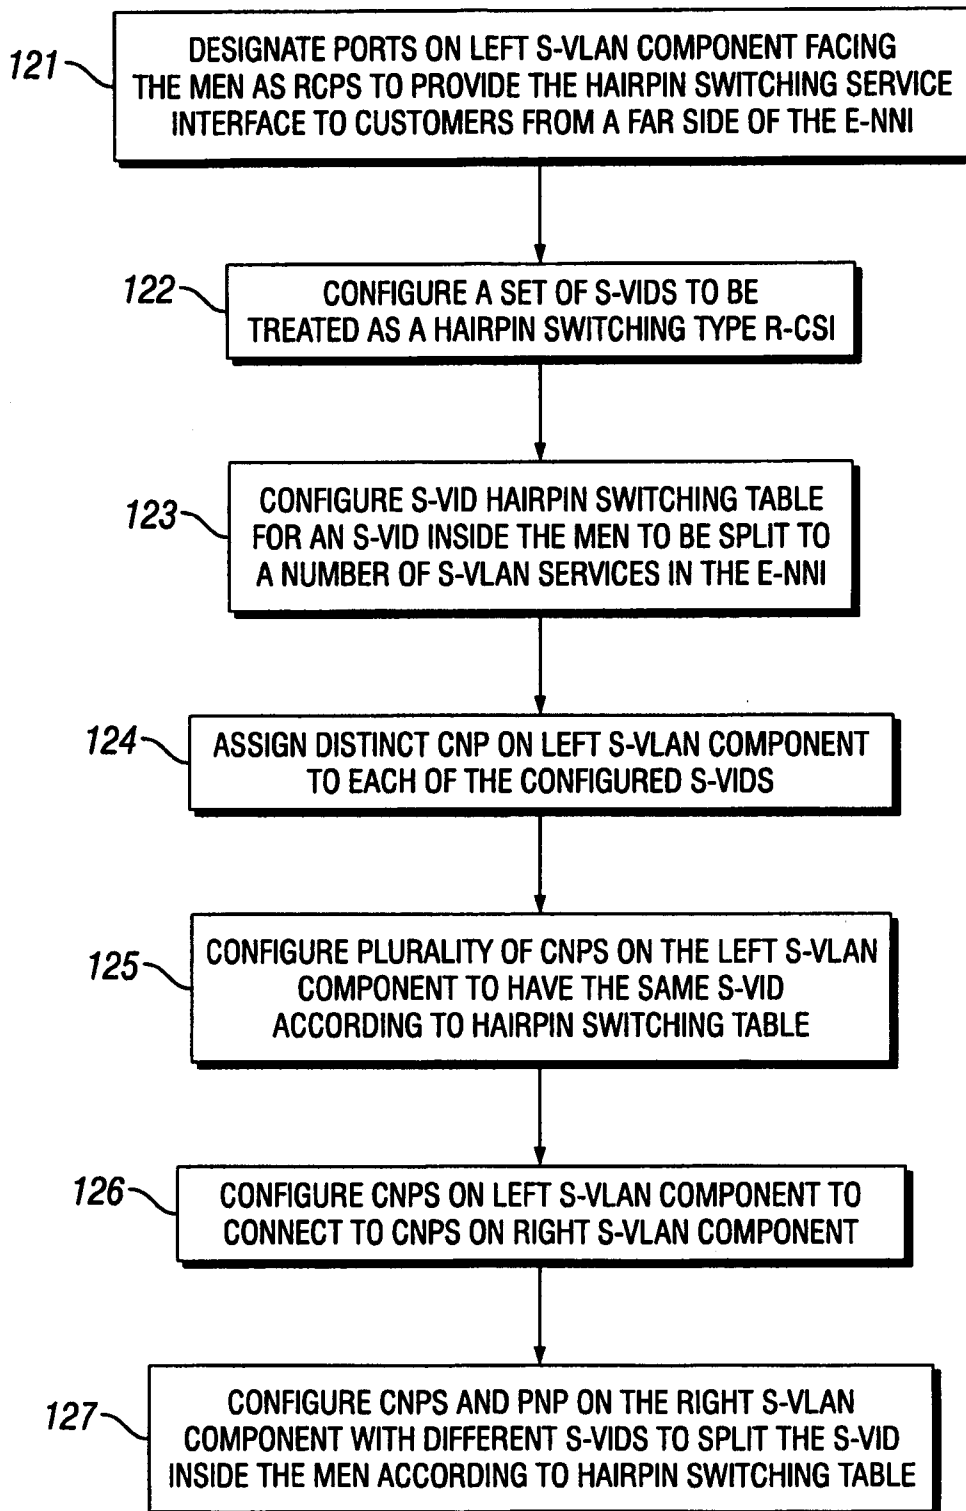 121
DESIGNATE PORTS ON LEFT S-VLAN COMPONENT FACING
THE MEN AS RCPS TO PROVIDE THE HAIRPIN SWITCHING SERVICE
INTERFACE TO CUSTOMERS FROM A FAR SIDE OF THE E-NNI
122
CONFIGURE A SET OF S-VIDS TO BE
TREATED AS A HAIRPIN SWITCHING TYPE R-CSI
123
CONFIGURE S-VID HAIRPIN SWITCHING TABLE
FOR AN S-VID INSIDE THE MEN TO BE SPLIT TO
A NUMBER OF S-VLAN SERVICES IN THE E-NNI
124
ASSIGN DISTINCT CNP ON LEFT S-VLAN COMPONENT
TO EACH OF THE CONFIGURED S-VIDS
125
CONFIGURE PLURALITY OF CNPS ON THE LEFT S-VLAN
COMPONENT TO HAVE THE SAME S-VID
ACCORDING TO HAIRPIN SWITCHING TABLE
126
CONFIGURE CNPS ON LEFT S-VLAN COMPONENT TO
CONNECT TO CNPS ON RIGHT S-VLAN COMPONENT
127
CONFIGURE CNPS AND PNP ON THE RIGHT S-VLAN
COMPONENT WITH DIFFERENT S-VIDS TO SPLIT THE S-VID
INSIDE THE MEN ACCORDING TO HAIRPIN SWITCHING TABLE